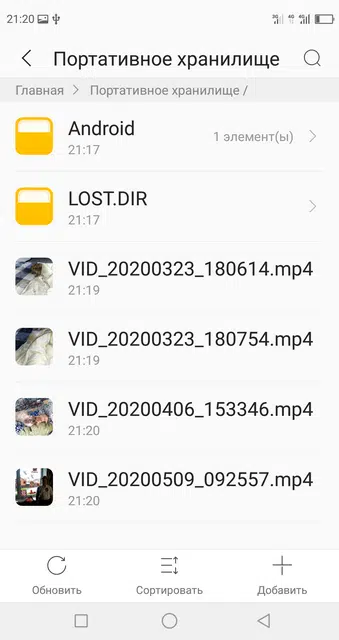 21:20
Портативное хранилище
Главная > Портативное хранилище /
Android
21:17
1 элемент(ы)
LOST.DIR
21:17
VID_20200323_180614.mp4
21:19
VID_20200323_180754.mp4
21:19
VID_20200406_153346.mp4
21:20
VID_20200509_092557.mp4
21:20
Обновить Сортировать Добавить